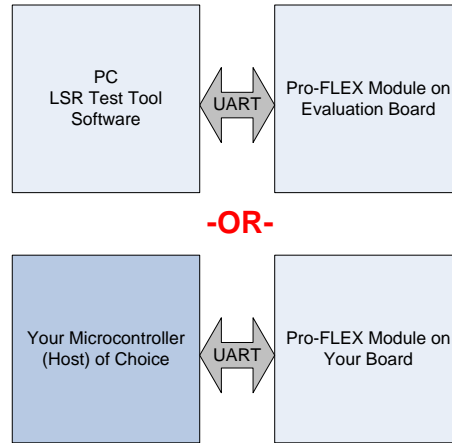 PC
LSR Test Tool
Software
UART
Pro-FLEX Module on
Evaluation Board
-OR-
Your Microcontroller
(Host) of Choice
UART
Pro-FLEX Module on
Your Board